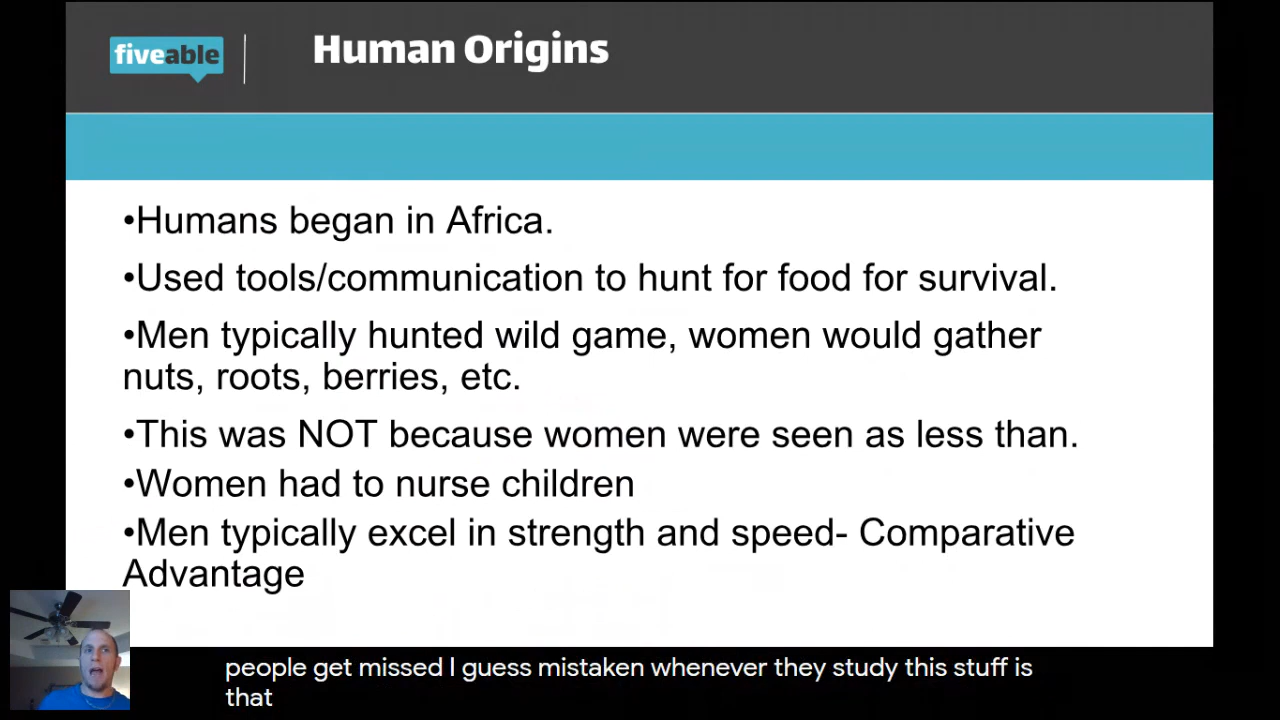 fiveable
Human Origins
•Humans began in Africa.
•Used tools/communication to hunt for food for survival.
•Men typically hunted wild game, women would gather
nuts, roots, berries, etc.
•This was NOT because women were seen as less than.
•Women had to nurse children
•Men typically excel in strength and speed- Comparative
Advantage
people get missed I guess mistaken whenever they study this stuff is
that